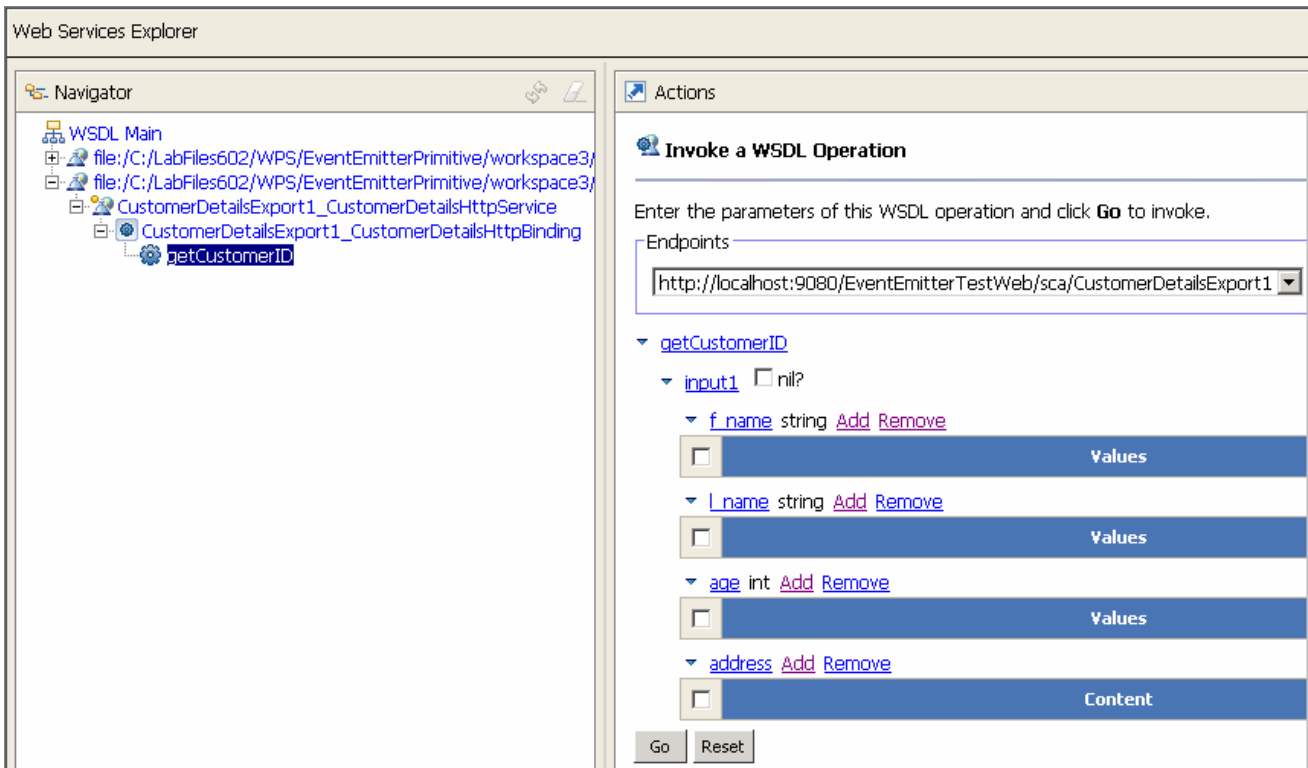 Web Services Explorer
Navigator
WSDL Main
file:/C:/LabFiles602/WPS/EventEmitterPrimitive/workspace3/
file:/C:/LabFiles602/WPS/EventEmitterPrimitive/workspace3/
CustomerDetailsExport1_CustomerDetailsHttpService
CustomerDetailsExport1_CustomerDetailsHttpBinding
getCustomerID
Actions
Invoke a WSDL Operation
Enter the parameters of this WSDL operation and click Go to invoke.
Endpoints
http://localhost:9080/EventEmitterTestWeb/sca/CustomerDetailsExport1
getCustomerID
input1 nil?
f_name string Add Remove
Values
l_name string Add Remove
Values
age int Add Remove
Values
address Add Remove
Content
Go Reset